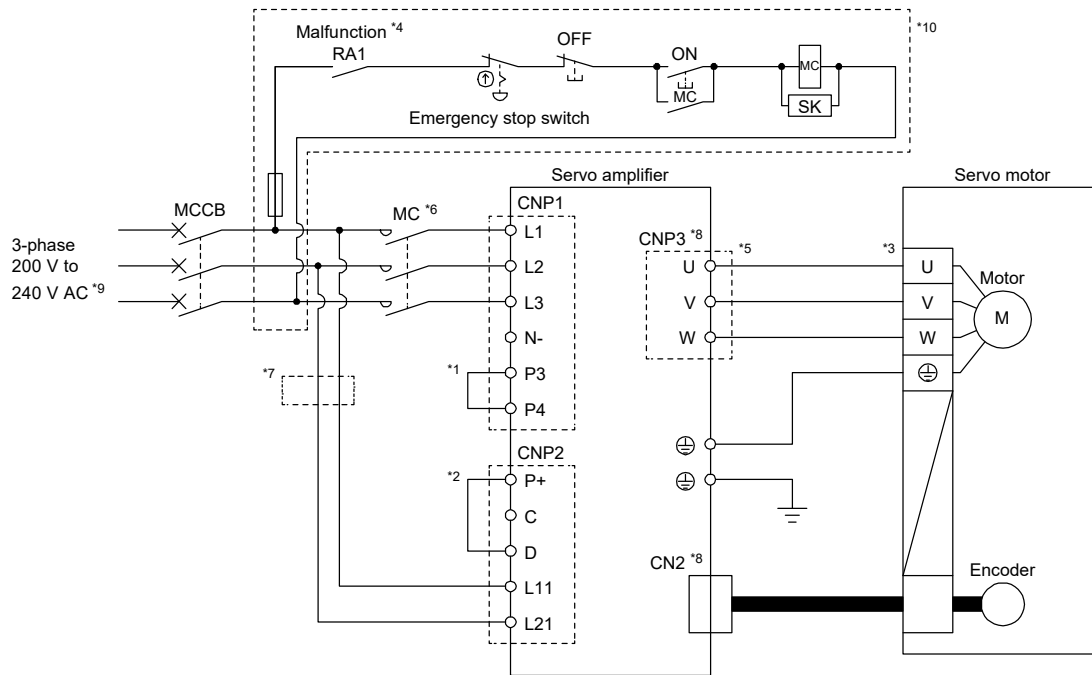 Malfunction *4
RA1
OFF
ON
MC
MC
SK
*10
Emergency stop switch
Servo amplifier
Servo motor
MCCB
MC *6
CNP1
3-phase
200 V to
240 V AC *9
L1
L2
L3
N-
*1
P3
P4
*7
CNP3 *8
*5
U
V
W
*3
U
V
W
Motor
M
CNP2
*2
P+
C
D
L11
L21
CN2 *8
Encoder